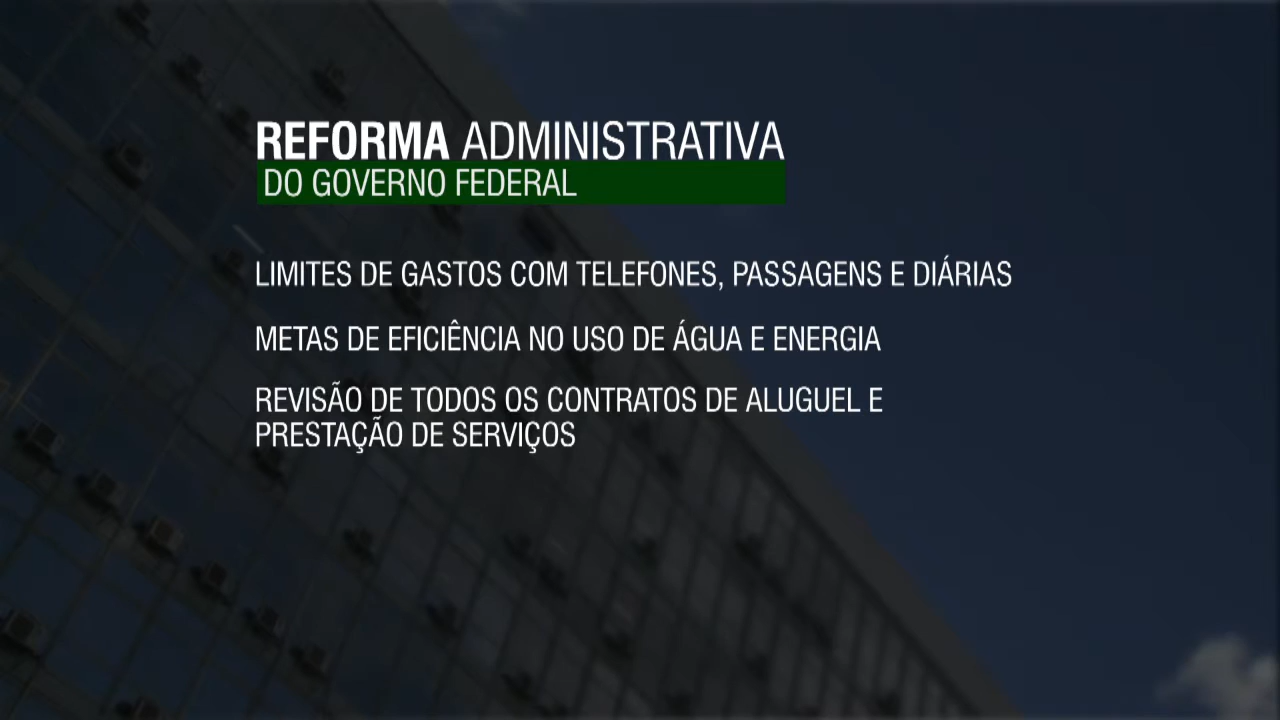 REFORMA ADMINISTRATIVA
DO GOVERNO FEDERAL
LIMITES DE GASTOS COM TELEFONES, PASSAGENS E DIÁRIAS
METAS DE EFICIÊNCIA NO USO DE ÁGUA E ENERGIA
REVISÃO DE TODOS OS CONTRATOS DE ALUGUEL E
PRESTAÇÃO DE SERVIÇOS